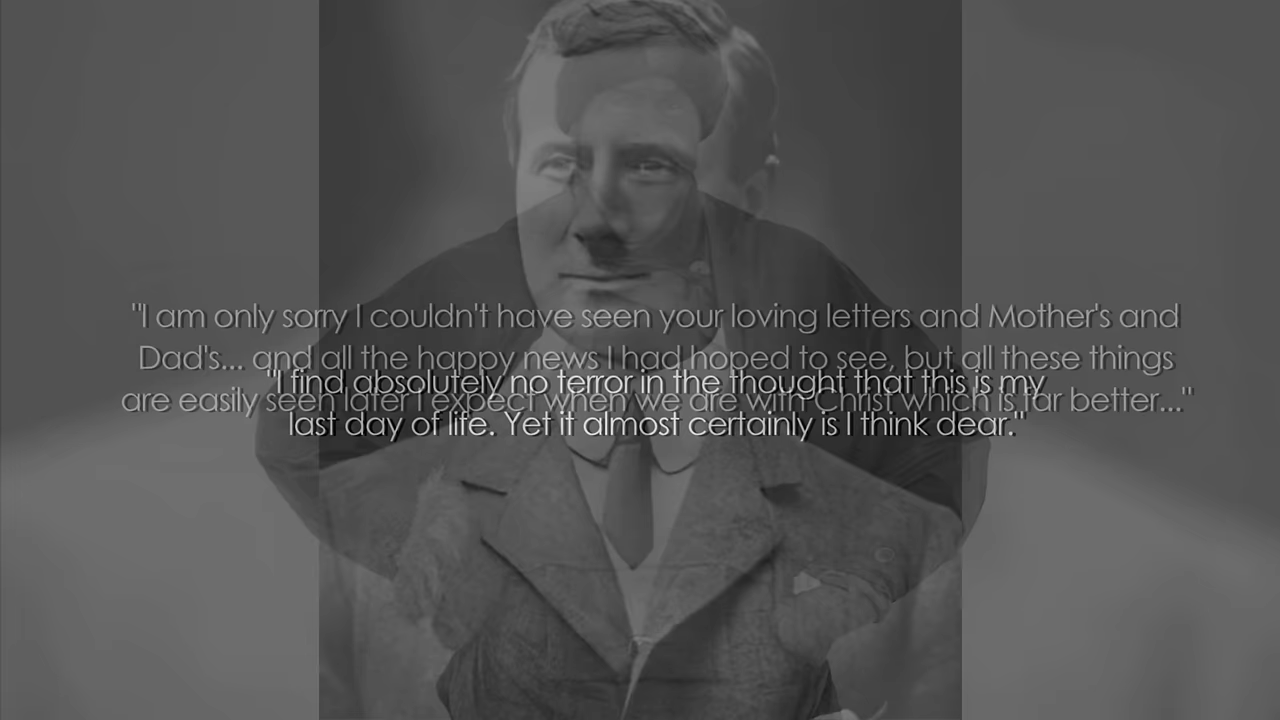 "I am only sorry I couldn't have seen your loving letters and Mother's and
Dad's... and all the happy news I had hoped to see, but all these things
are easily seen later I expect when we are with Christ which is far better..."
"I find absolutely no terror in the thought that this is my
last day of life. Yet it almost certainly is I think dear."